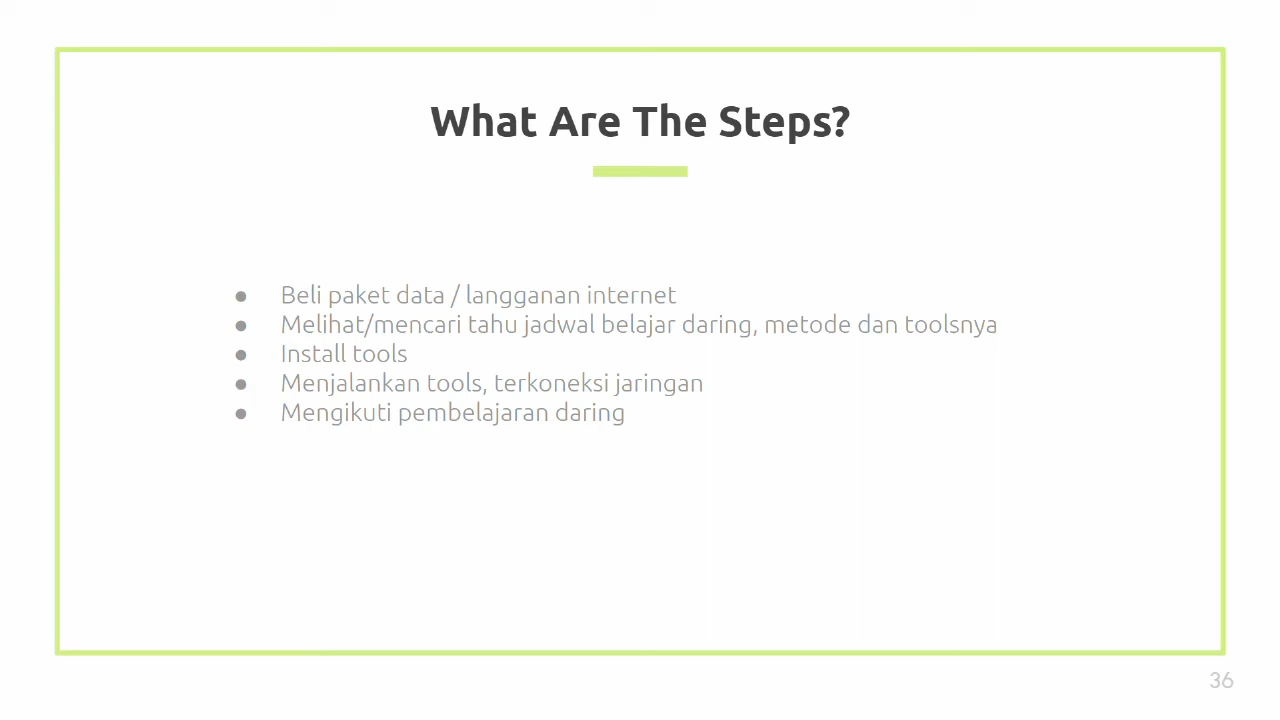 What Are The Steps?
● Beli paket data / langganan internet
● Melihat/mencari tahu jadwal belajar daring, metode dan toolsnya
● Install tools
● Menjalankan tools, terkoneksi jaringan
● Mengikuti pembelajaran daring
36